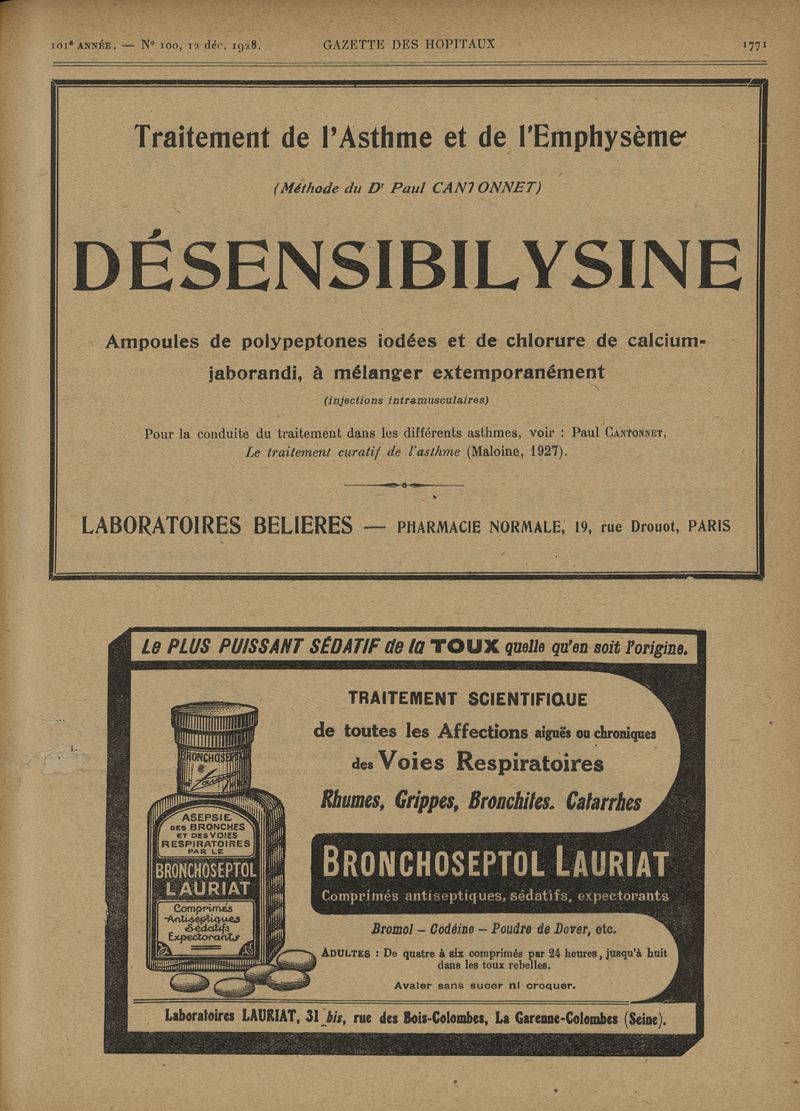 101e ANNÉE. — No 100, 12 déc. 1928. GAZETTE DES HOPITAUX 1771
Traitement de l'Asthme et de l'Emphysème
(Méthode du Dr Paul CANTONNET)
DÉSENSIBILYSINE
Ampoules de polypeptones iodées et de chlorure de calcium-
jaborandi, à mélanger extemporanément
(injections intramusculaires)
Pour la conduite du traitement dans les différents asthmes, voir : Paul CANTONNET,
Le traitement curatif de l'asthme (Maloine, 1927).
LABORATOIRES BELIERES — PHARMACIE NORMALE, 19, rue Drouot, PARIS
Le PLUS PUISSANT SÉDATIF de la TOUX quelle qu'en soit l'origine.
TRAITEMENT SCIENTIFIQUE
de toutes les Affections aiguës ou chroniques
des Voies Respiratoires
Rhumes, Grippes, Bronchites. Catarrhes
BRONCHOSEPTOL LAURIAT
Comprimés antiseptiques, sédatifs, expectorants
Bromol – Codéine – Poudre de Dover, etc.
ADULTES : De quatre à six comprimés par 24 heures, jusqu'à huit
dans les toux rebelles.
Avaler sans sucer ni croquer.
BRONCHOSEPTOL
Lauriat
ASEPSIE
DES BRONCHES
ET DES VOIES
RESPIRATOIRES
PAR LE
BRONCHOSEPTOL
LAURIAT
Comprimés
Antiseptiques
Sédatifs
Expectorants
Laboratoires LAURIAT, 31 bis, rue des Bois-Colombes, La Garenne-Colombes (Seine).